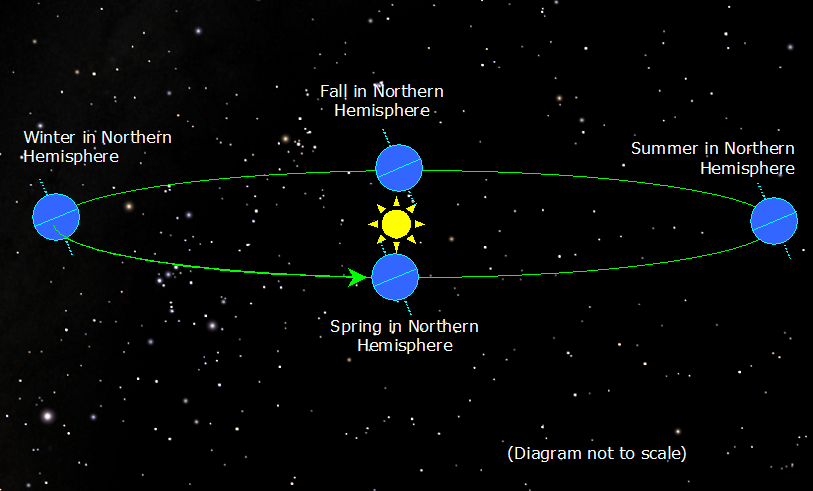 Fall in Northern
Hemisphere
Winter in Northern
Hemisphere
Summer in Northern
Hemisphere
Spring in Northern
Hemisphere
(Diagram not to scale)